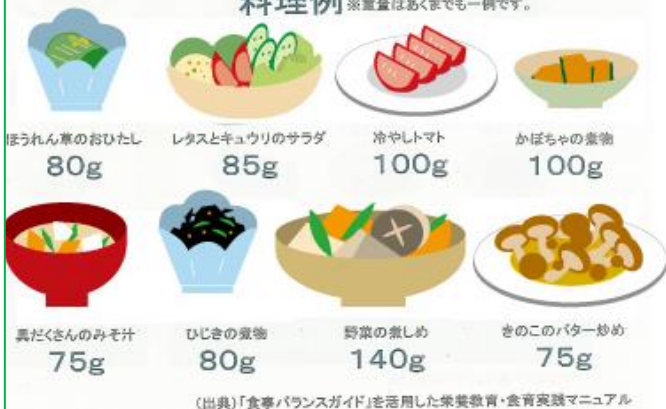 料理例※重量はあくまでも一例です。
ほうれん草のおひたし
80g
レタスとキュウリのサラダ
85g
冷やしトマト
100g
かぼちゃの煮物
100g
具だくさんのみそ汁
75g
ひじきの煮物
80g
野菜の煮しめ
140g
きのこのバター炒め
75g
(出典)「食事バランスガイド」を活用した栄養教育・食育実践マニュアル